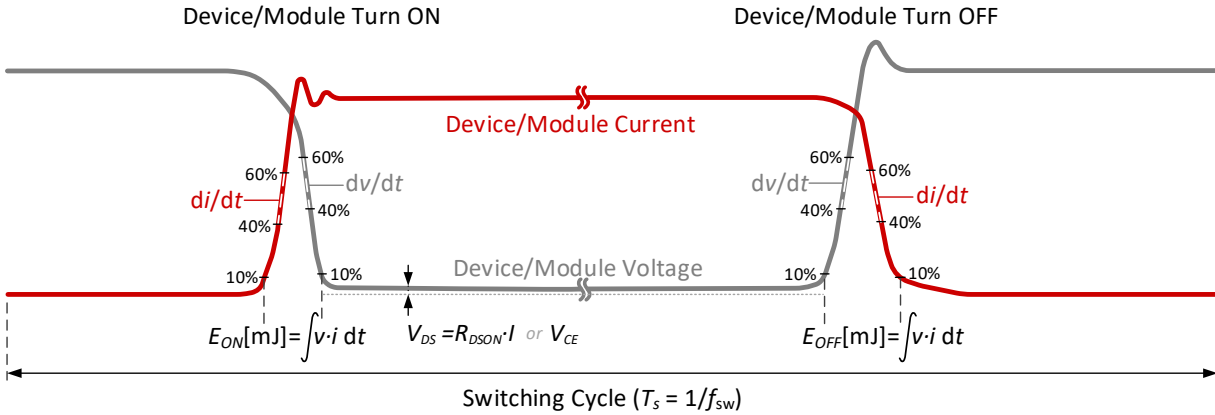 Device/Module Turn ON
Device/Module Turn OFF
Device/Module Current
60%
60%
60%
60%
di/dt
dv/dt
dv/dt
di/dt
40%
40%
40%
40%
10%
10%
Device/Module Voltage
10%
10%
E_ON[mJ]=∫v·i dt
V_DS =R_DSON·I or V_CE
E_OFF[mJ]=∫v·i dt
Switching Cycle (T_s = 1/f_sw)